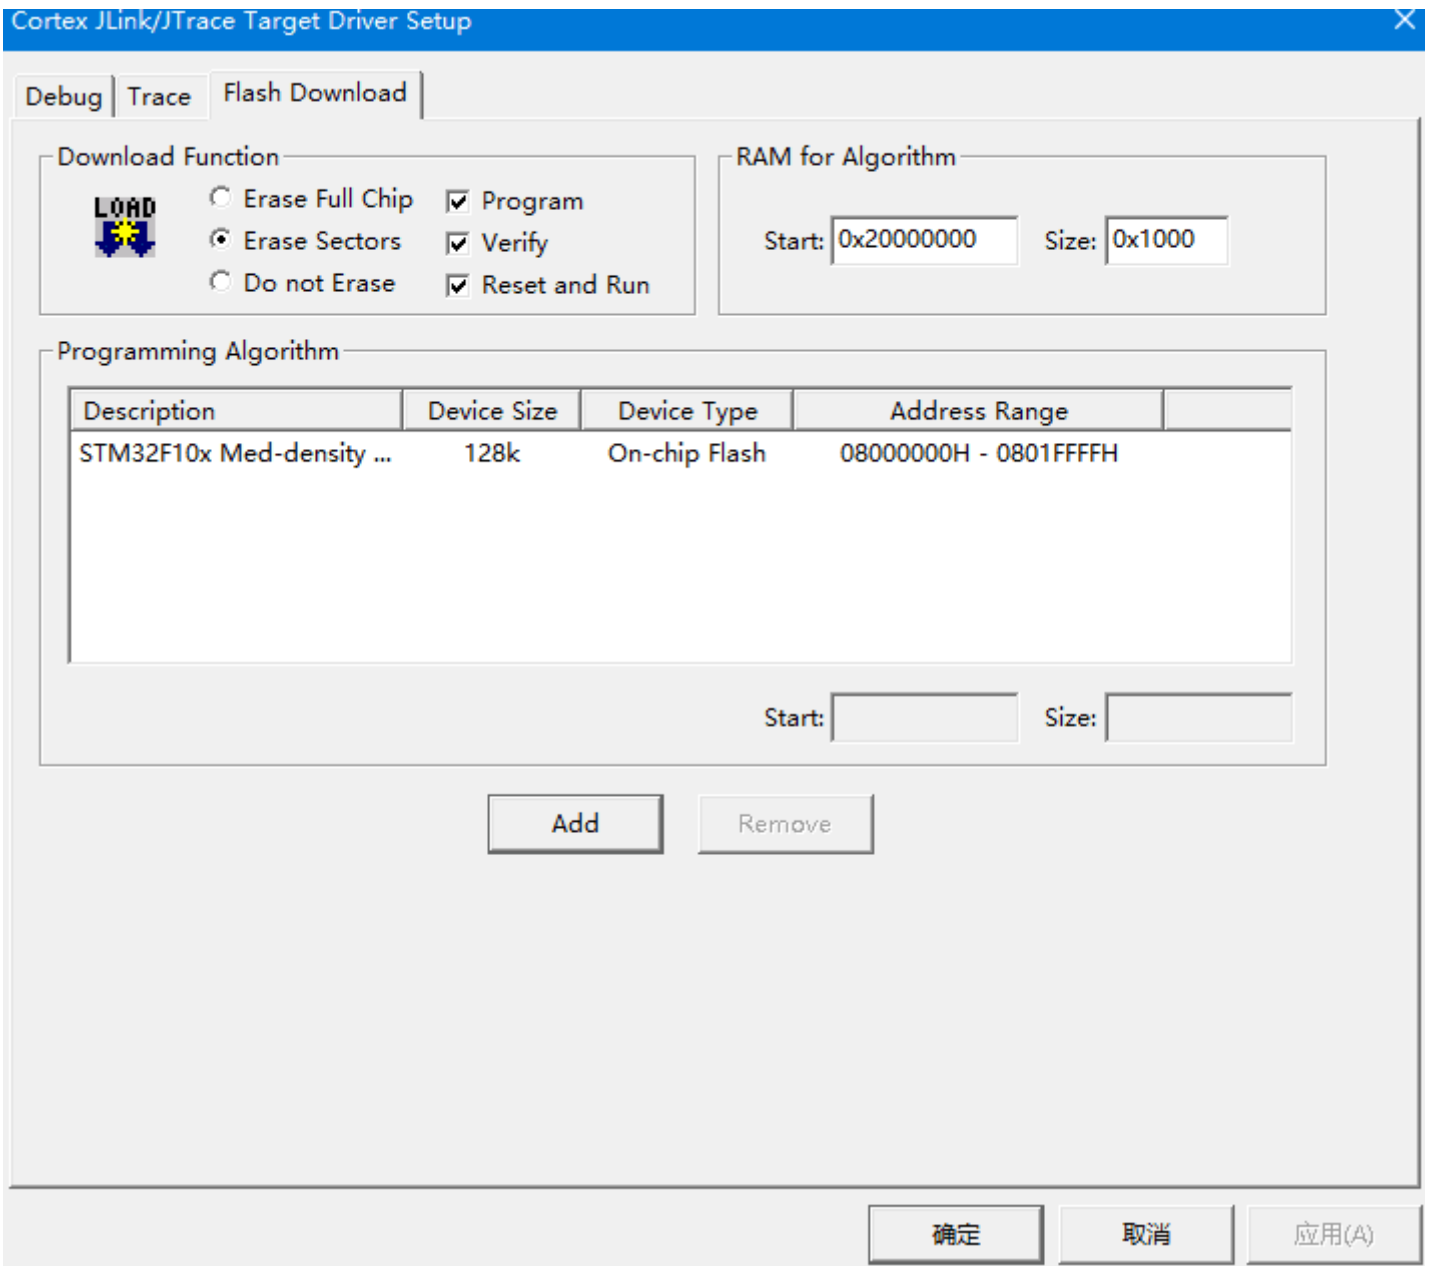 Cortex JLink/JTrace Target Driver Setup
Debug Trace Flash Download
Download Function
LOAD
Erase Full Chip
Erase Sectors
Do not Erase
Program
Verify
Reset and Run
RAM for Algorithm
Start: 0x20000000 Size: 0x1000
Programming Algorithm
Description Device Size Device Type Address Range
STM32F10x Med-density ... 128k On-chip Flash 08000000H - 0801FFFFH
Start: Size:
Add Remove
确定 取消 应用(A)